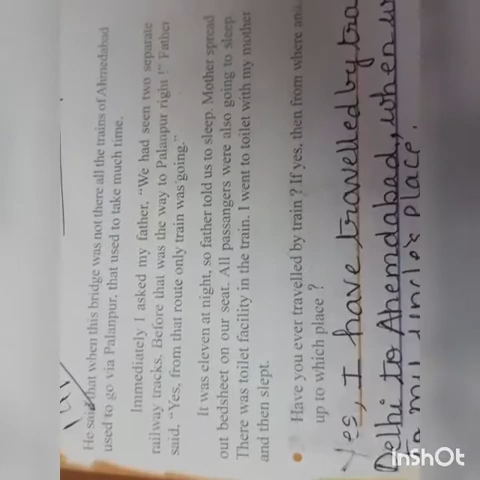 He said that when this bridge was not there all the trains of Ahmedabad
used to go via Palanpur, that used to take much time.
Immediately I asked my father, "We had seen two separate
railway tracks. Before that was the way to Palanpur right !" Father
said, "Yes, from that route only train was going."
It was eleven at night, so father told us to sleep. Mother spread
out bedsheet on our seat. All passangers were also going to sleep.
There was toilet facility in the train. I went to toilet with my mother
and then slept.
Have you ever travelled by train ? If yes, then from where and
up to which place ?
Yes, I have travelled by tra
Delhi to Ahemdabad, when w
place.
InShOt